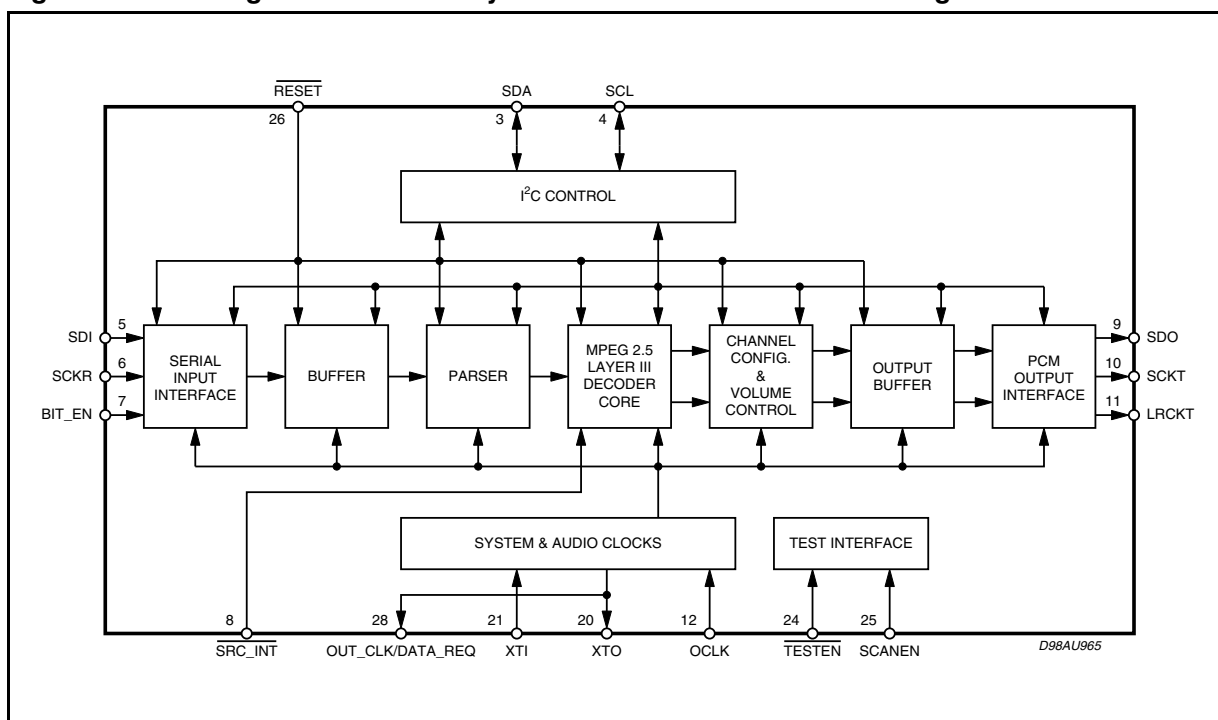 RESET
SDA
SCL
26
3
4
I²C CONTROL
SDI
5
SCKR
6
BIT_EN
7
SERIAL
INPUT
INTERFACE
BUFFER
PARSER
MPEG 2.5
LAYER III
DECODER
CORE
CHANNEL
CONFIG.
&
VOLUME
CONTROL
OUTPUT
BUFFER
PCM
OUTPUT
INTERFACE
9
SDO
10
SCKT
11
LRCKT
SYSTEM & AUDIO CLOCKS
TEST INTERFACE
8
28
21
20
12
24
25
SRC_INT
OUT_CLK/DATA_REQ
XTI
XTO
OCLK
TESTEN
SCANEN
D98AU965